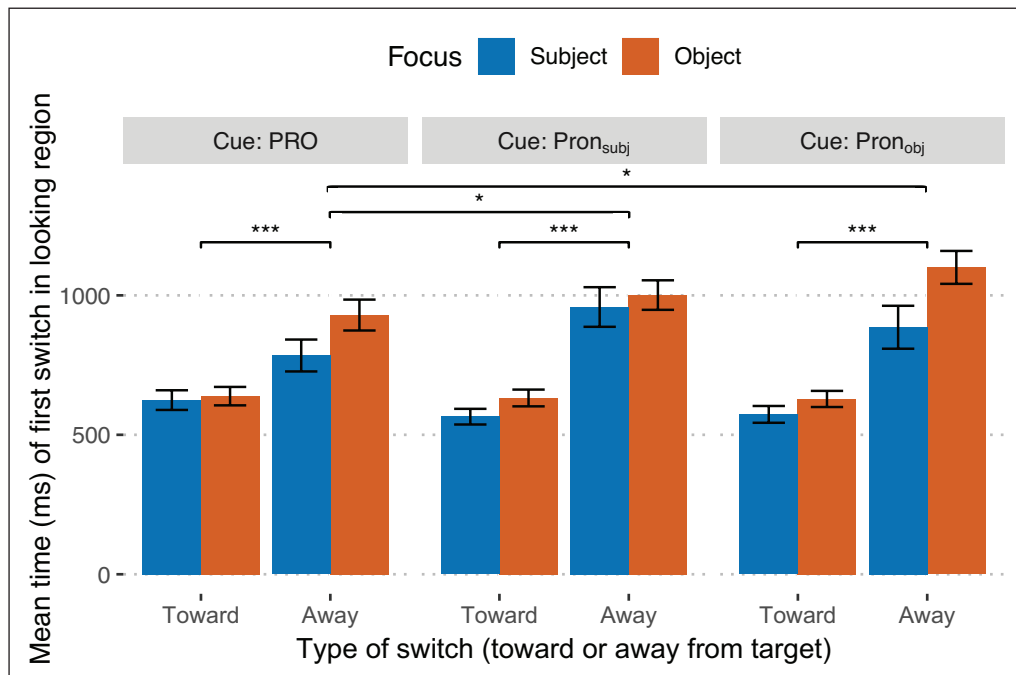 Focus Subject Object
Cue: PRO Cue: Pronsubj Cue: Pronobj
*
*
*** *** ***
Mean time (ms) of first switch in looking region
1000
500
0
Toward Away Toward Away Toward Away
Type of switch (toward or away from target)